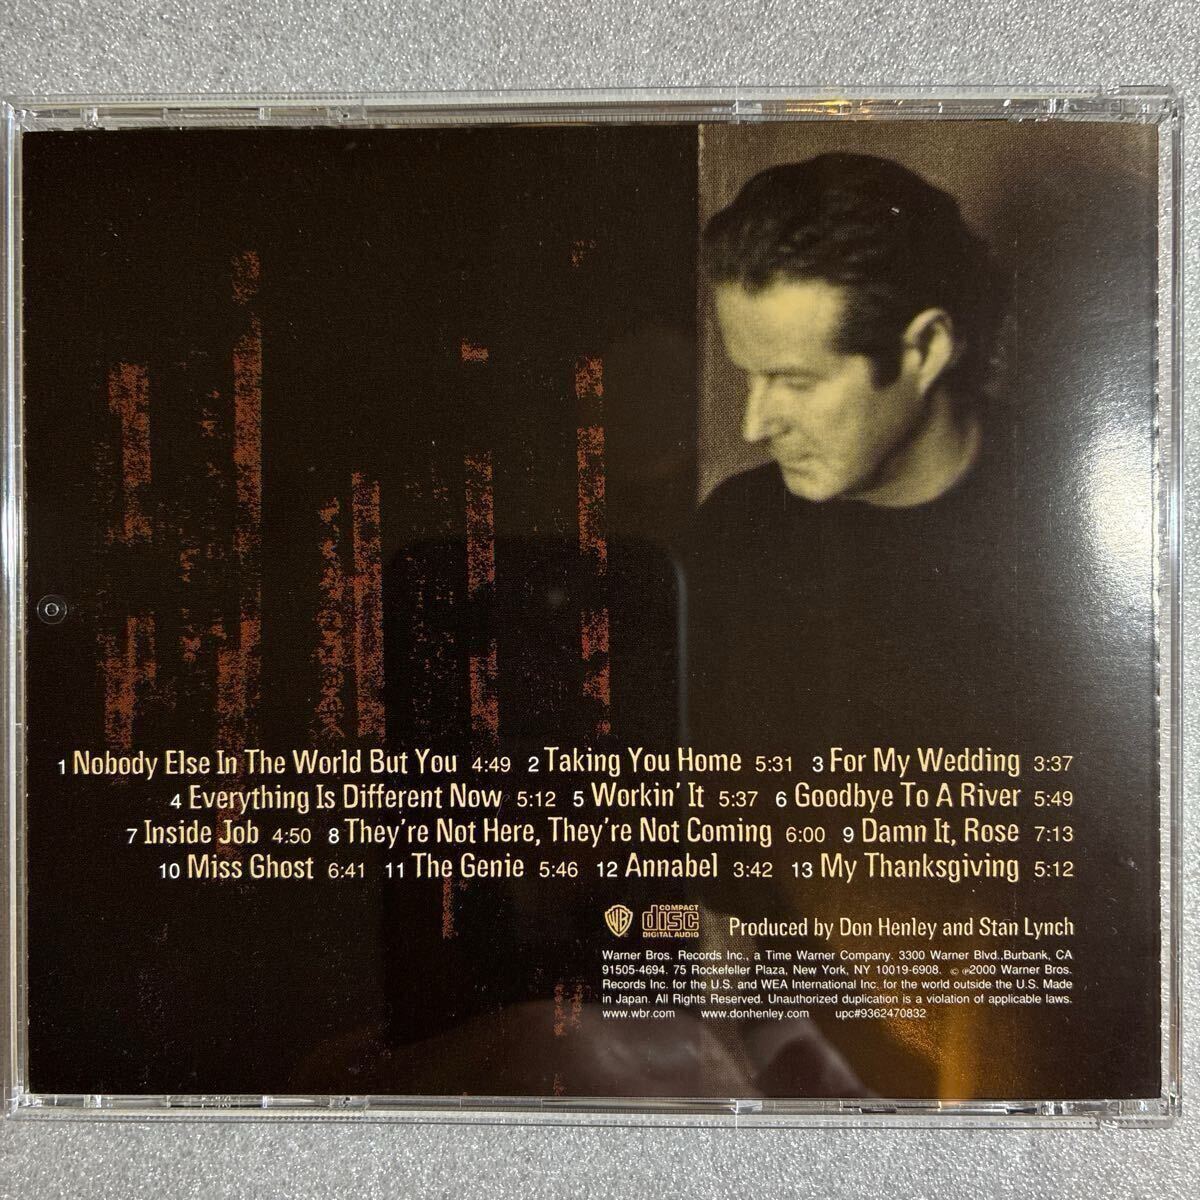 1 Nobody Else In The World But You 4:49 2 Taking You Home 5:31 3 For My Wedding 3:37
4 Everything Is Different Now 5:12 5 Workin' It 5:37 6 Goodbye To A River 5:49
7 Inside Job 4:50 8 They're Not Here, They're Not Coming 6:00 9 Damn It, Rose 7:13
10 Miss Ghost 6:41 11 The Genie 5:46 12 Annabel 3:42 13 My Thanksgiving 5:12
WB COMPACT disc DIGITAL AUDIO Produced by Don Henley and Stan Lynch
Warner Bros. Records Inc., a Time Warner Company. 3300 Warner Blvd.,Burbank, CA
91505-4694. 75 Rockefeller Plaza, New York, NY 10019-6908. © ℗2000 Warner Bros.
Records Inc. for the U.S. and WEA International Inc. for the world outside the U.S. Made
in Japan. All Rights Reserved. Unauthorized duplication is a violation of applicable laws.
www.wbr.com www.donhenley.com upc#9362470832